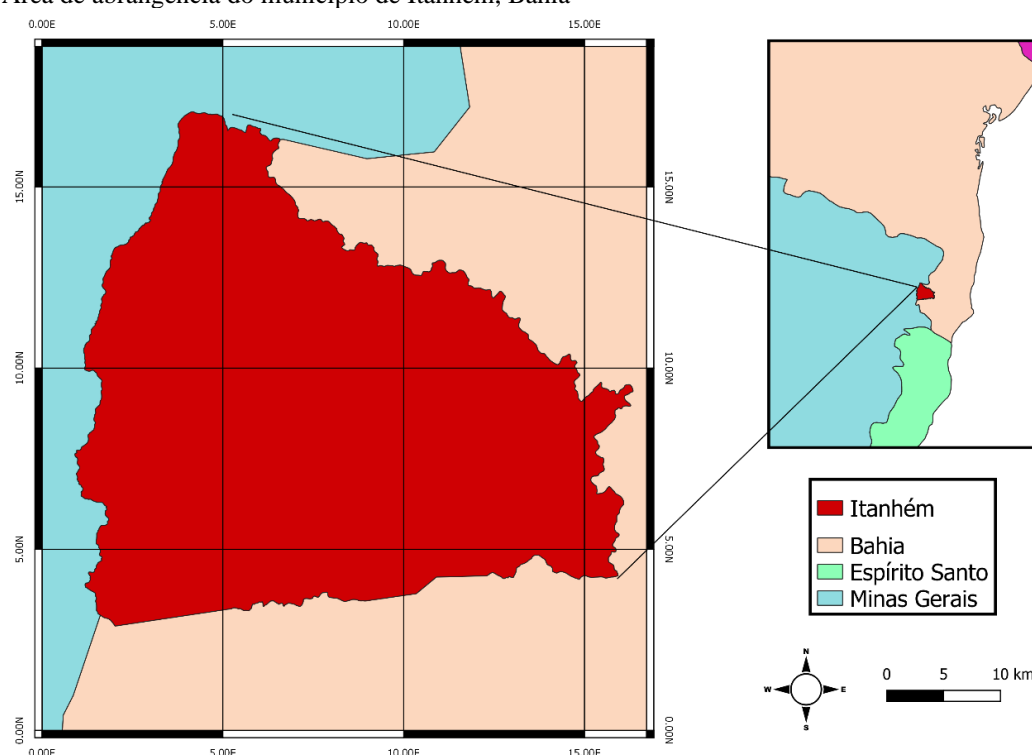 Área de abrangência do município de Itanhém, Bahia
0.00E 5.00E 10.00E 15.00E
15.00N 15.00N
10.00N 10.00N
5.00N 5.00N
0.00N 0.00N
0.00E 5.00E 10.00E 15.00E
Itanhém
Bahia
Espírito Santo
Minas Gerais
N
W E
S
0 5 10 km